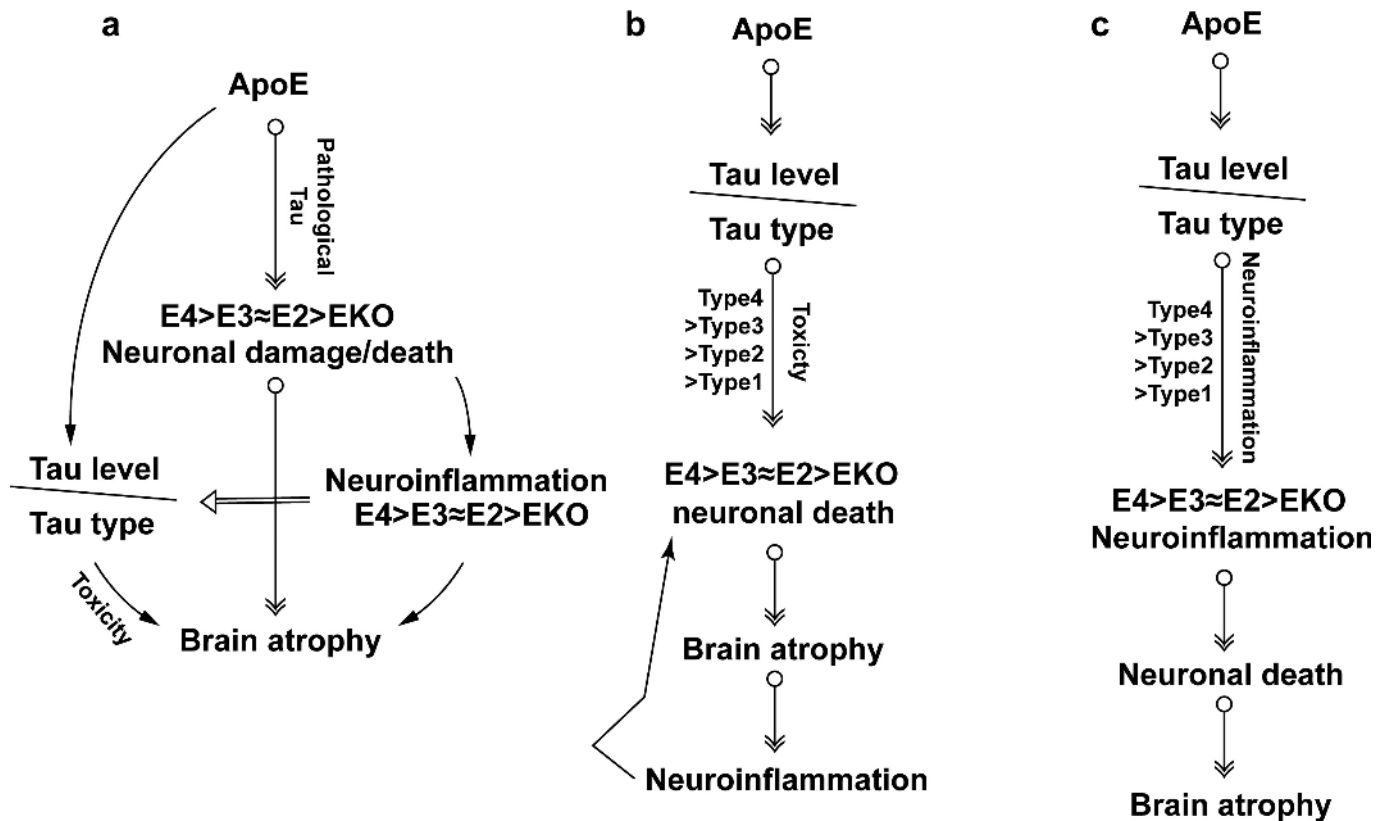 a
ApoE
Pathological
Tau
E4>E3≈E2>EKO
Neuronal damage/death
Tau level
Tau type
Neuroinflammation
E4>E3≈E2>EKO
Toxicity
Brain atrophy
b
ApoE
Tau level
Tau type
Type4
>Type3
>Type2
>Type1
Toxicty
E4>E3≈E2>EKO
neuronal death
Brain atrophy
Neuroinflammation
c
ApoE
Tau level
Tau type
Type4
>Type3
>Type2
>Type1
Neuroinflammation
E4>E3≈E2>EKO
Neuroinflammation
Neuronal death
Brain atrophy